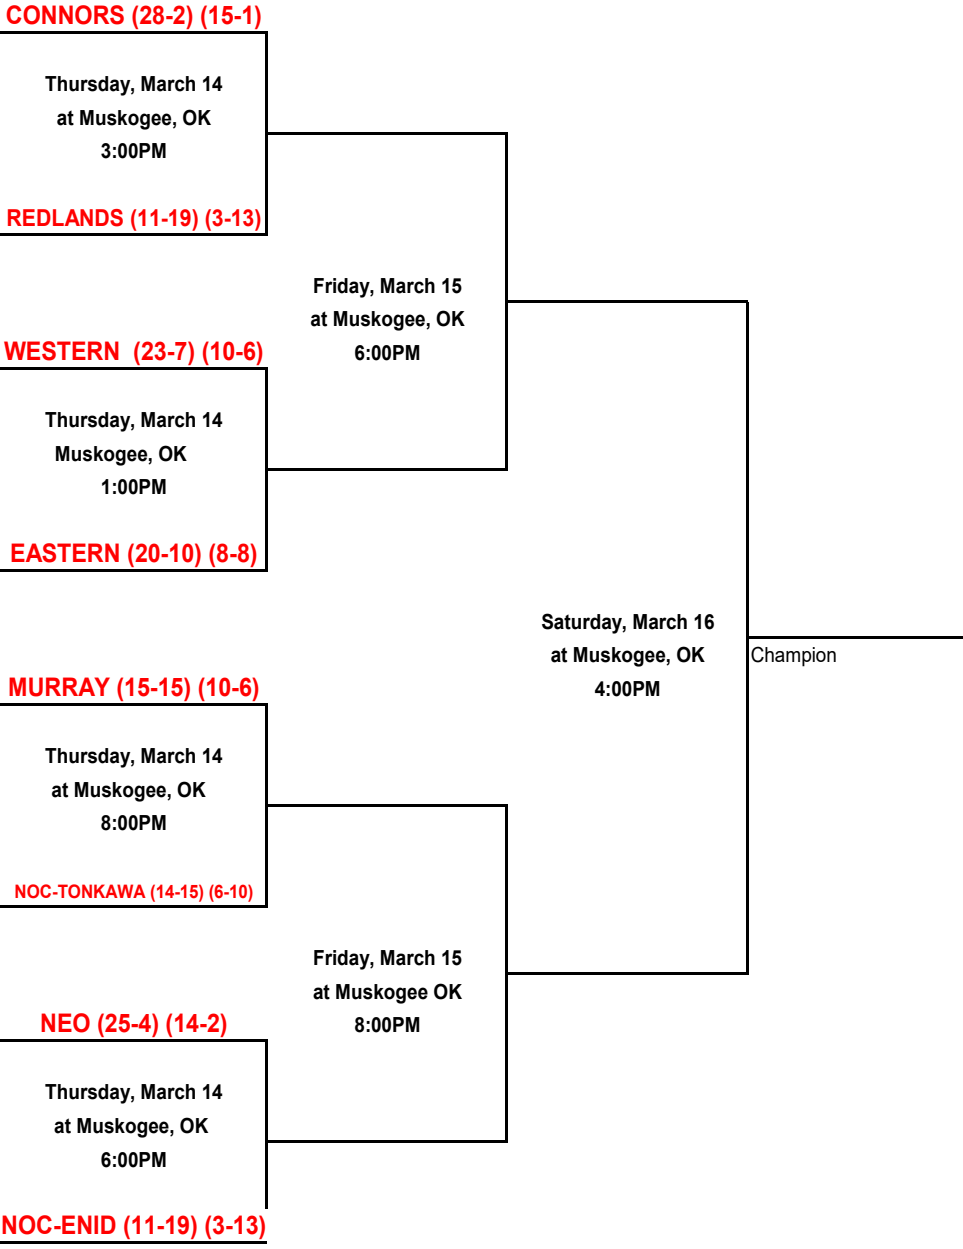 CONNORS (28-2) (15-1)
Thursday, March 14
at Muskogee, OK
3:00PM
REDLANDS (11-19) (3-13)
Friday, March 15
at Muskogee, OK
6:00PM
WESTERN  (23-7) (10-6)
Thursday, March 14
Muskogee, OK
1:00PM
EASTERN (20-10) (8-8)
Saturday, March 16
at Muskogee, OK
4:00PM
Champion
MURRAY (15-15) (10-6)
Thursday, March 14
at Muskogee, OK
8:00PM
NOC-TONKAWA (14-15) (6-10)
Friday, March 15
at Muskogee OK
8:00PM
NEO (25-4) (14-2)
Thursday, March 14
at Muskogee, OK
6:00PM
NOC-ENID (11-19) (3-13)